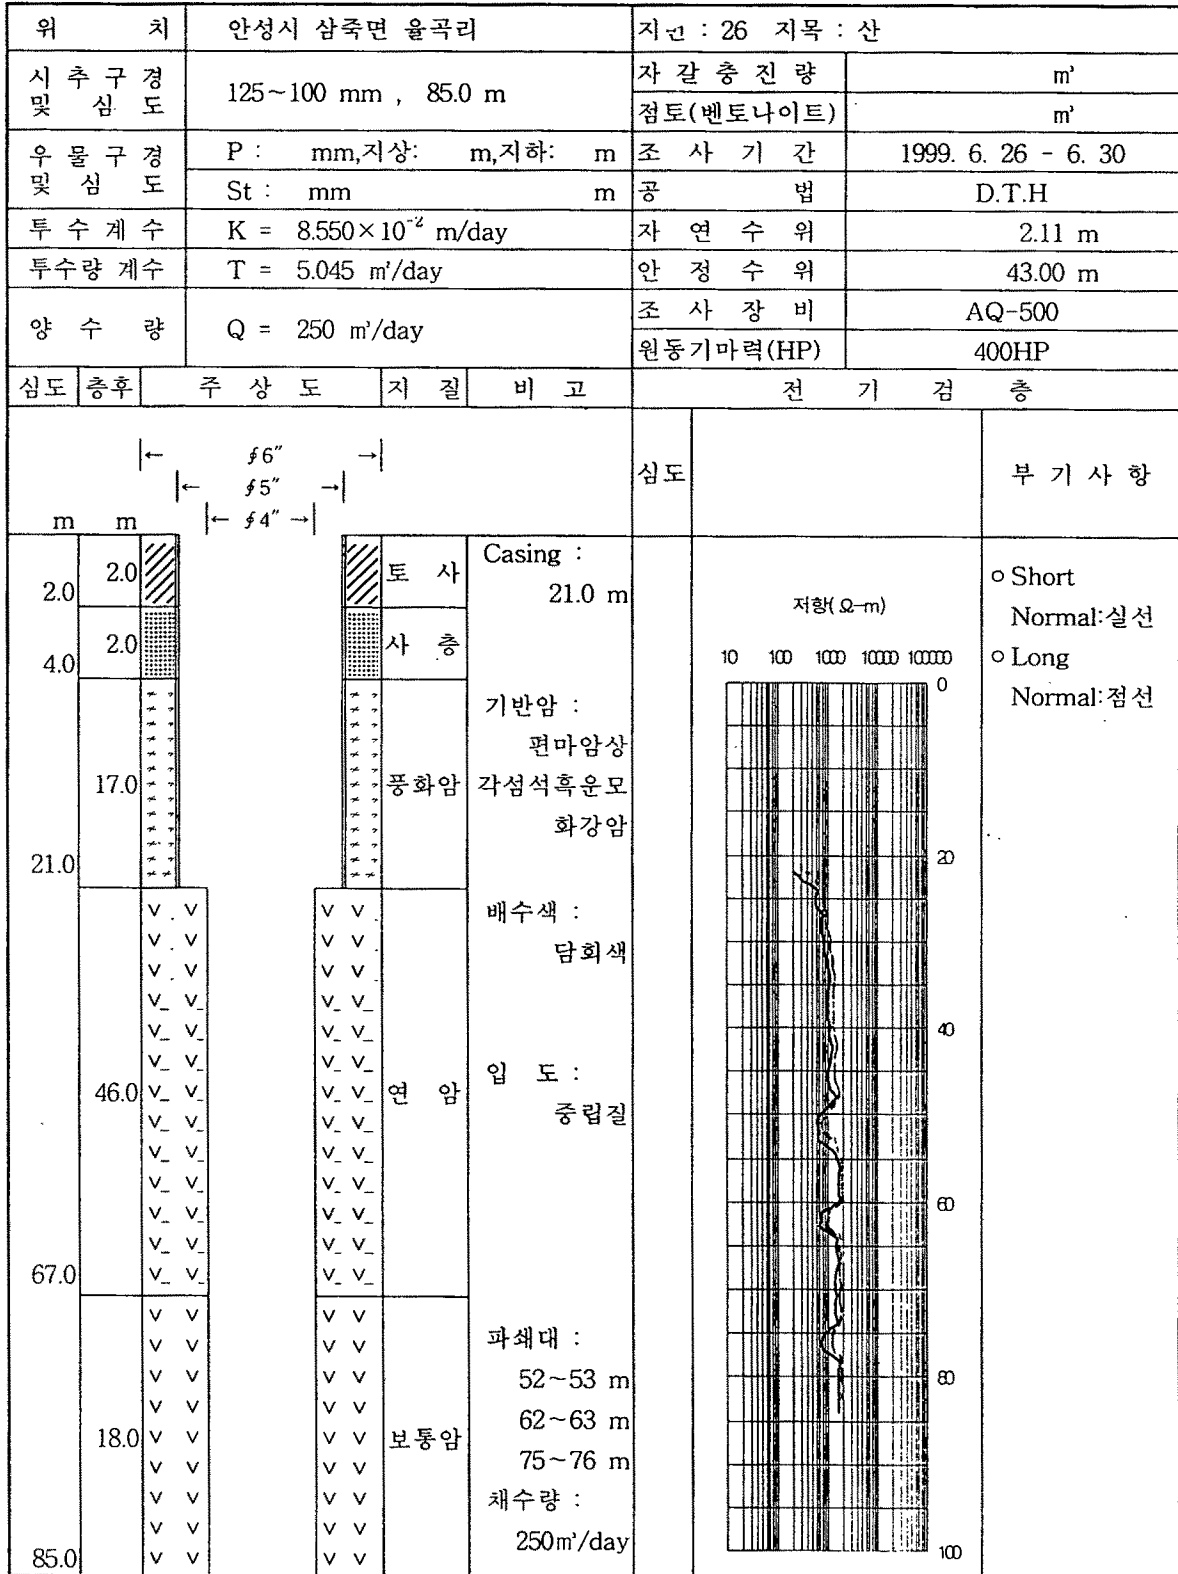 위 치 안성시 삼죽면 율곡리 지번 : 26 지목 : 산
시 추 구 경 및 심 도 125~100 mm , 85.0 m 자 갈 충 진 량 m³
점토(벤토나이트) m³
우 물 구 경 및 심 도 P : mm,지상: m,지하: m 조 사 기 간 1999. 6. 26 - 6. 30
St : mm m 공 법 D.T.H
투 수 계 수 K = 8.550×10⁻² m/day 자 연 수 위 2.11 m
투수량 계수 T = 5.045 m²/day 안 정 수 위 43.00 m
양 수 량 Q = 250 m³/day 조 사 장 비 AQ-500
원동기마력(HP) 400HP
심도 층후 주 상 도 지 질 비 고 전 기 검 층
심도 부 기 사 항
← ∮6″ →
← ∮5″ →
← ∮4″ →
m m
2.0 2.0 토 사
Casing :
21.0 m
4.0 2.0 사 층
21.0 17.0 풍화암
기반암 :
편마암상
각섬석흑운모
화강암
배수색 :
담회색
67.0 46.0 연 암
입 도 :
중립질
85.0 18.0 보통암
파쇄대 :
52~53 m
62~63 m
75~76 m
채수량 :
250m³/day
저항( Ω-m)
10 100 1000 10000 100000
0
20
40
60
80
100
○ Short
Normal:실선
○ Long
Normal:점선